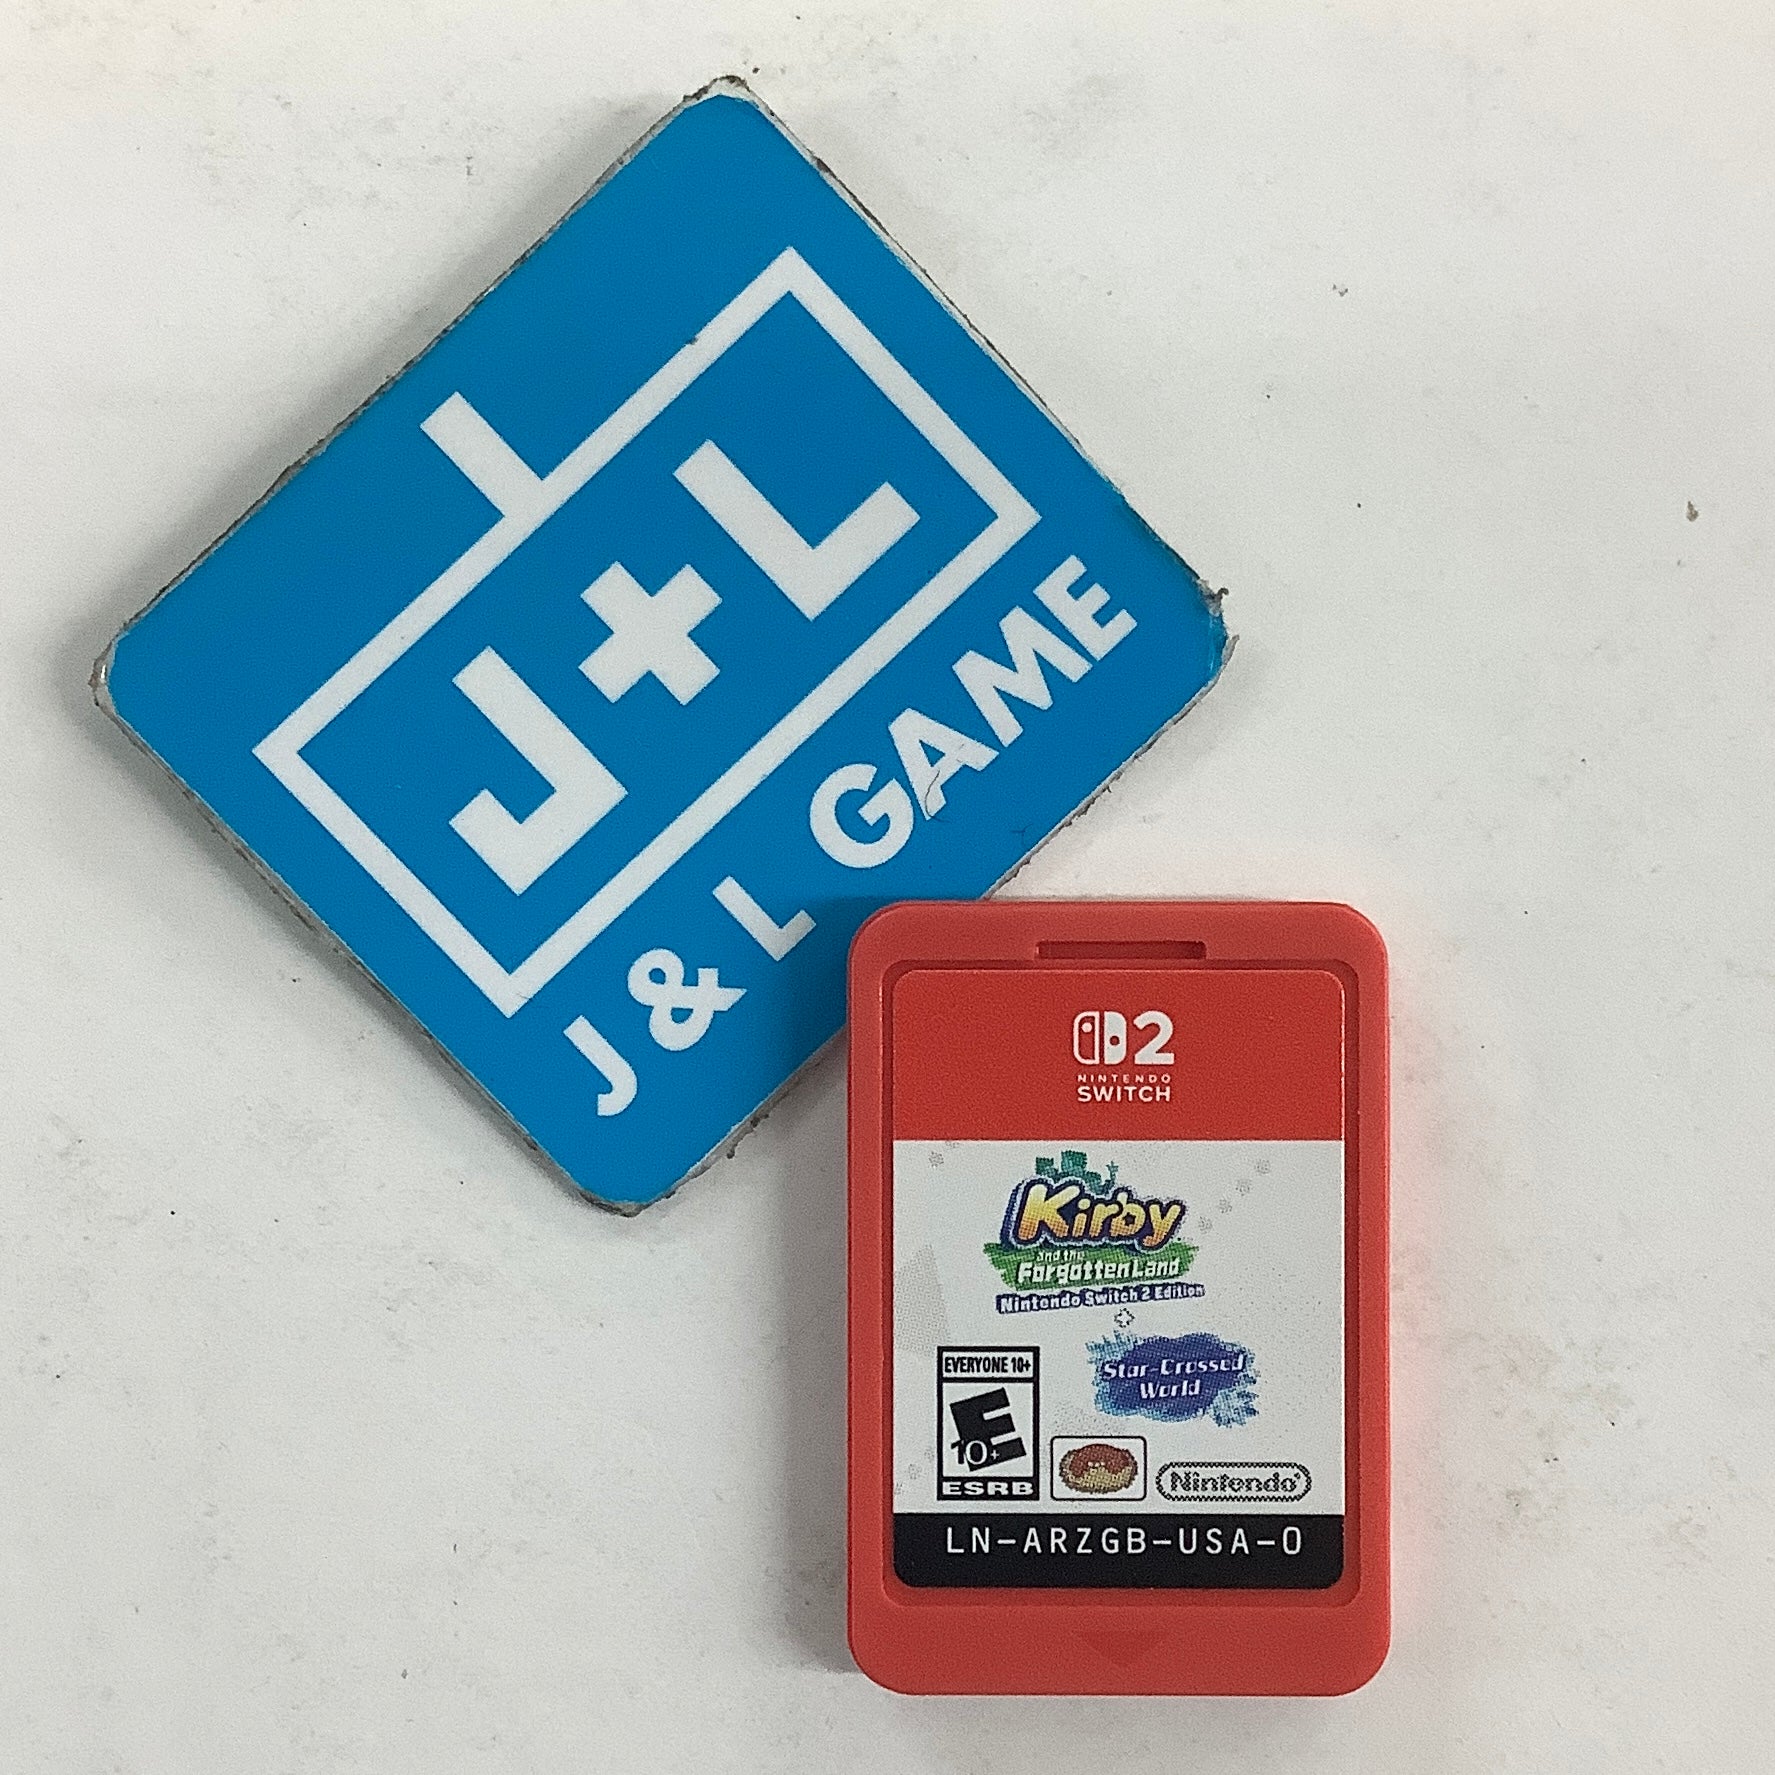 J+L
J & L GAME
2
NINTENDO
SWITCH
Kirby
and the
Forgotten Land
Nintendo Switch 2 Edition
+
Star-Crossed
World
EVERYONE 10+
E
10+
ESRB
Nintendo
LN-ARZGB-USA-0